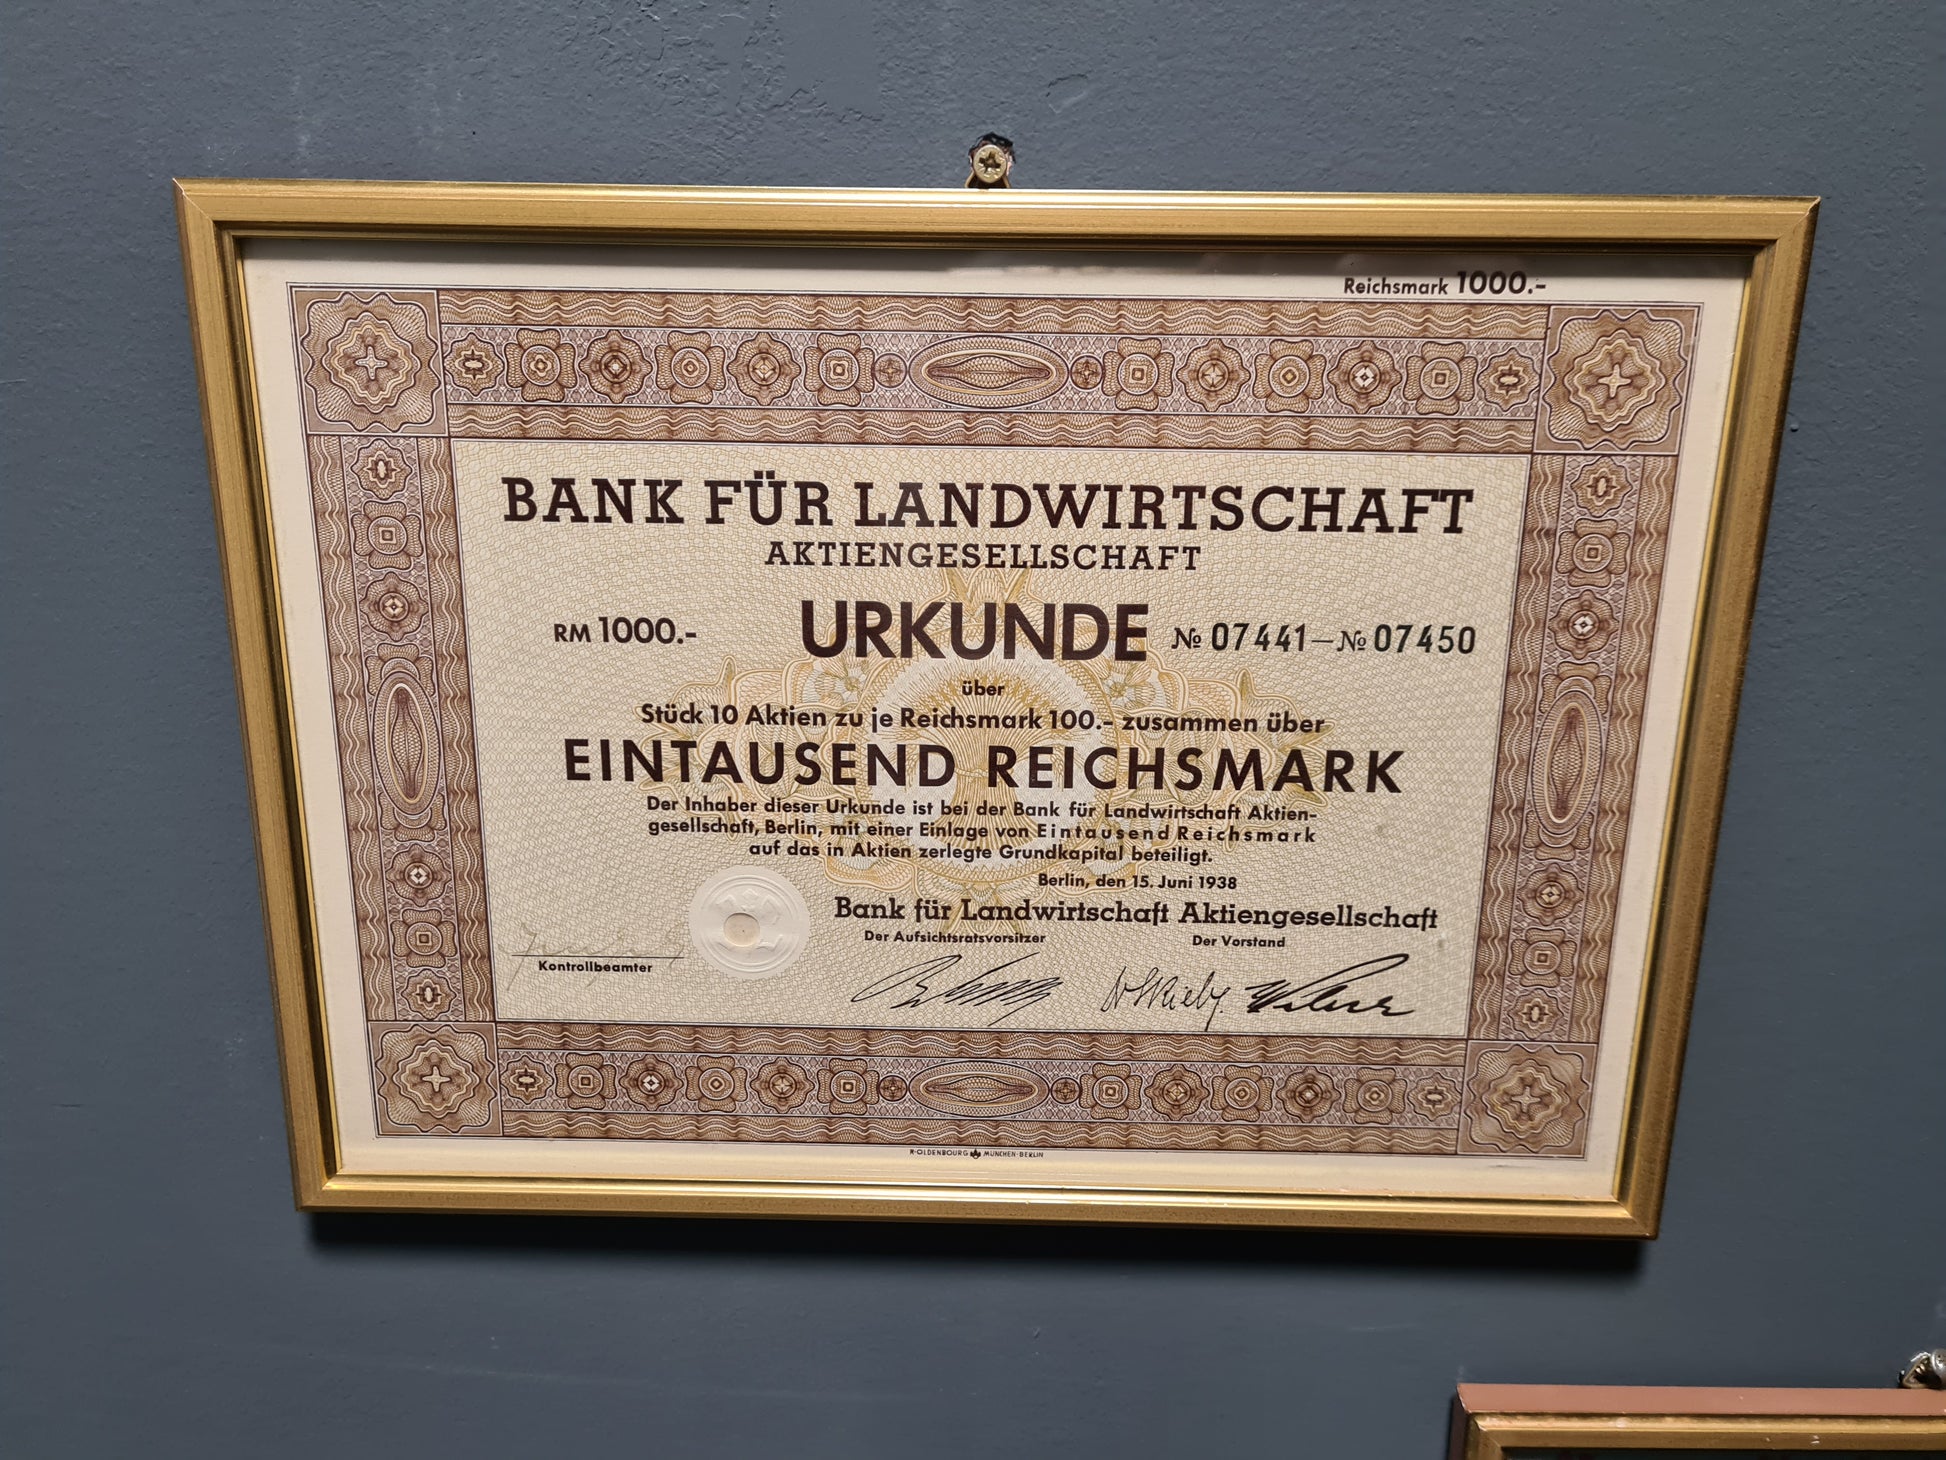 Reichsmark 1000.-
BANK FÜR LANDWIRTSCHAFT
AKTIENGESELLSCHAFT
RM 1000.- URKUNDE № 07441—№ 07450
über
Stück 10 Aktien zu je Reichsmark 100.- zusammen über
EINTAUSEND REICHSMARK
Der Inhaber dieser Urkunde ist bei der Bank für Landwirtschaft Aktien-
gesellschaft, Berlin, mit einer Einlage von Eintausend Reichsmark
auf das in Aktien zerlegte Grundkapital beteiligt.
Berlin, den 15. Juni 1938
Bank für Landwirtschaft Aktiengesellschaft
Der Aufsichtsratsvorsitzer Der Vorstand
Kontrollbeamter
R·OLDENBOURG MÜNCHEN·BERLIN